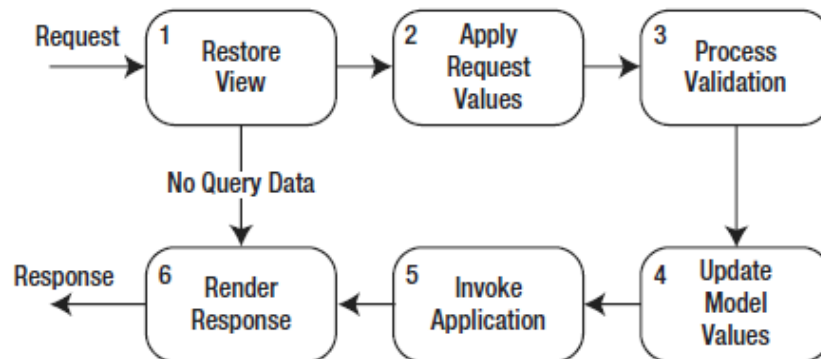 Request
1
Restore
View
2
Apply
Request
Values
3
Process
Validation
No Query Data
Response
6
Render
Response
5
Invoke
Application
4
Update
Model
Values